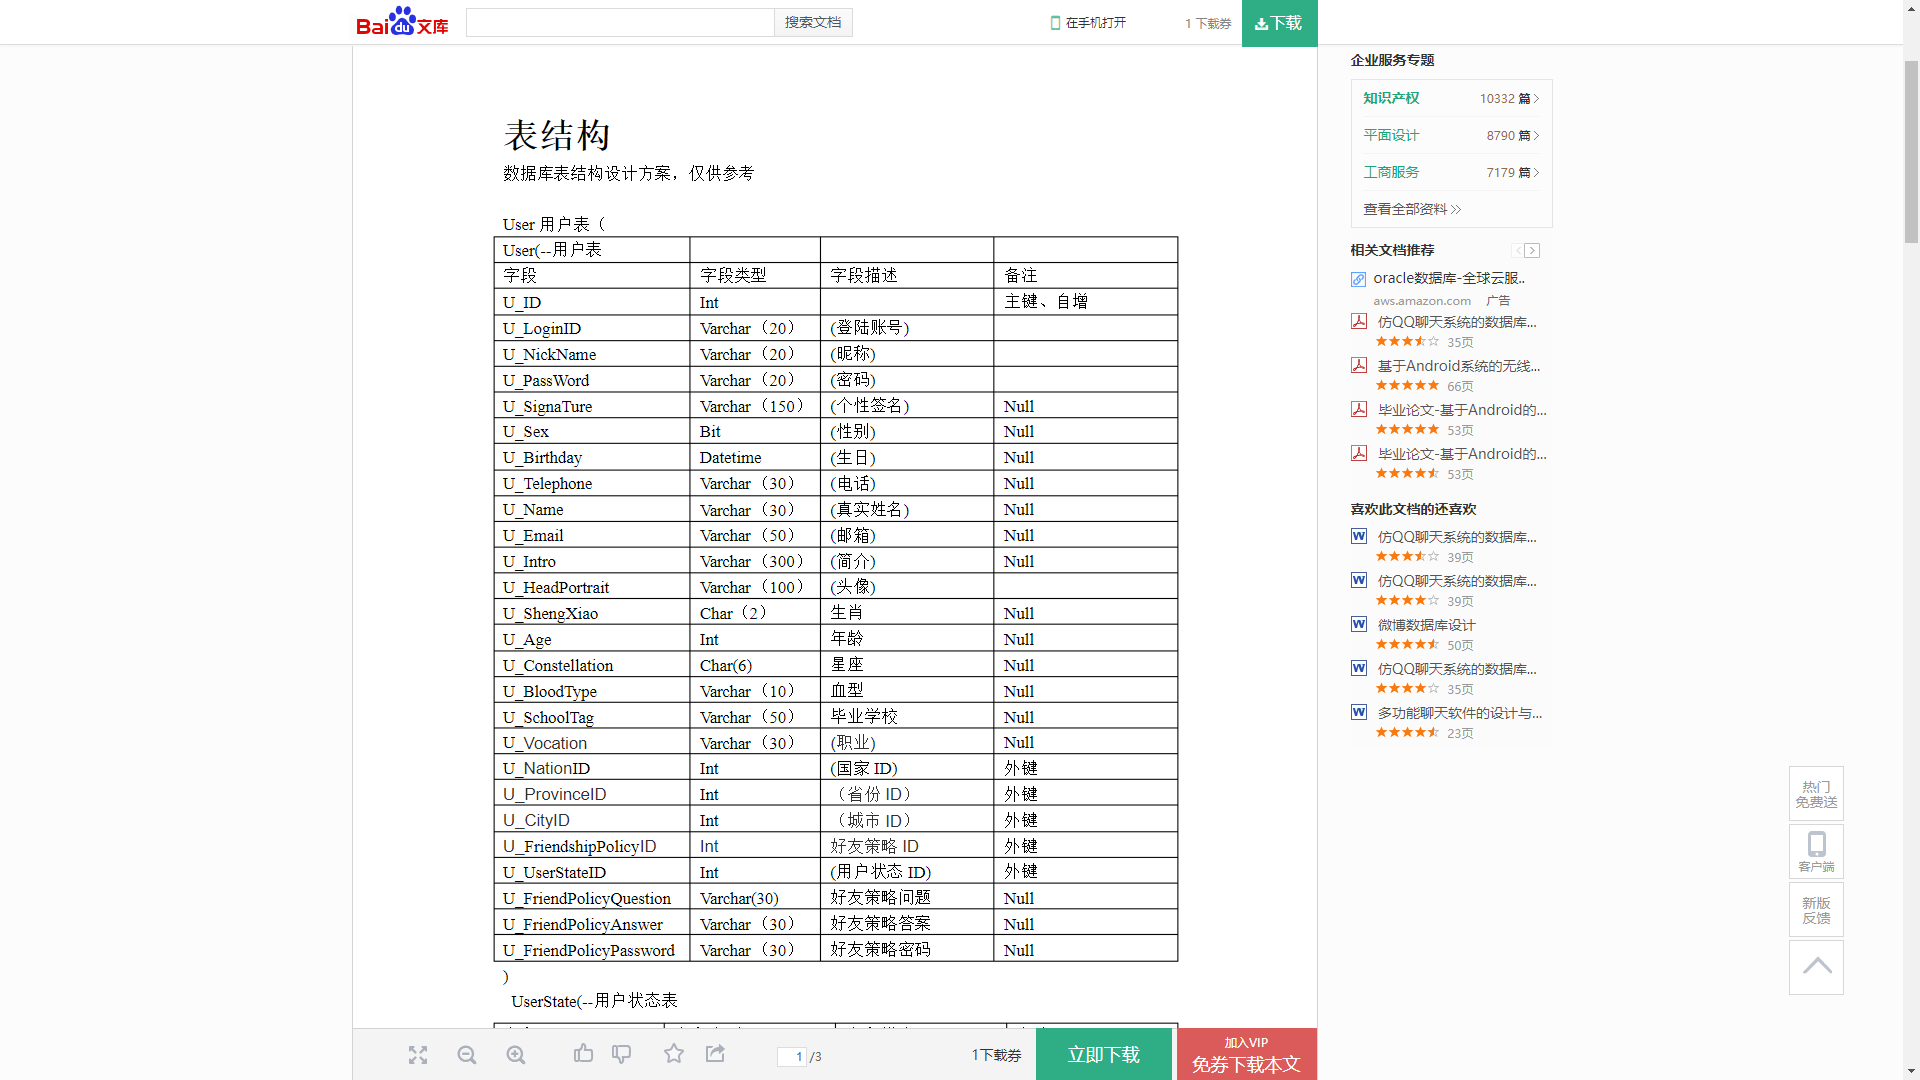 Bai du 文库
搜索文档
在手机打开
1 下载券
下载
表结构
数据库表结构设计方案，仅供参考
User 用户表（
User(--用户表
字段 字段类型 字段描述 备注
U_ID Int 主键、自增
U_LoginID Varchar（20） (登陆账号)
U_NickName Varchar（20） (昵称)
U_PassWord Varchar（20） (密码)
U_SignaTure Varchar（150） (个性签名) Null
U_Sex Bit (性别) Null
U_Birthday Datetime (生日) Null
U_Telephone Varchar（30） (电话) Null
U_Name Varchar（30） (真实姓名) Null
U_Email Varchar（50） (邮箱) Null
U_Intro Varchar（300） (简介) Null
U_HeadPortrait Varchar（100） (头像)
U_ShengXiao Char（2） 生肖 Null
U_Age Int 年龄 Null
U_Constellation Char(6) 星座 Null
U_BloodType Varchar（10） 血型 Null
U_SchoolTag Varchar（50） 毕业学校 Null
U_Vocation Varchar（30） (职业) Null
U_NationID Int (国家 ID) 外键
U_ProvinceID Int （省份 ID） 外键
U_CityID Int （城市 ID） 外键
U_FriendshipPolicyID Int 好友策略 ID 外键
U_UserStateID Int (用户状态 ID) 外键
U_FriendPolicyQuestion Varchar(30) 好友策略问题 Null
U_FriendPolicyAnswer Varchar（30） 好友策略答案 Null
U_FriendPolicyPassword Varchar（30） 好友策略密码 Null
)
UserState(--用户状态表
企业服务专题
知识产权 10332 篇
平面设计 8790 篇
工商服务 7179 篇
查看全部资料
相关文档推荐
oracle数据库-全球云服..
aws.amazon.com 广告
仿QQ聊天系统的数据库...
35页
基于Android系统的无线...
66页
毕业论文-基于Android的...
53页
毕业论文-基于Android的...
53页
喜欢此文档的还喜欢
仿QQ聊天系统的数据库...
39页
仿QQ聊天系统的数据库...
39页
微博数据库设计
50页
仿QQ聊天系统的数据库...
35页
多功能聊天软件的设计与...
23页
热门
免费送
客户端
新版
反馈
1 /3
1下载券
立即下载
加入VIP
免券下载本文